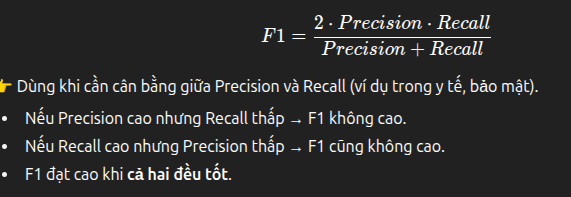 F1 = 2 · Precision · Recall / Precision + Recall
👉 Dùng khi cần cân bằng giữa Precision và Recall (ví dụ trong y tế, bảo mật).
• Nếu Precision cao nhưng Recall thấp → F1 không cao.
• Nếu Recall cao nhưng Precision thấp → F1 cũng không cao.
• F1 đạt cao khi cả hai đều tốt.